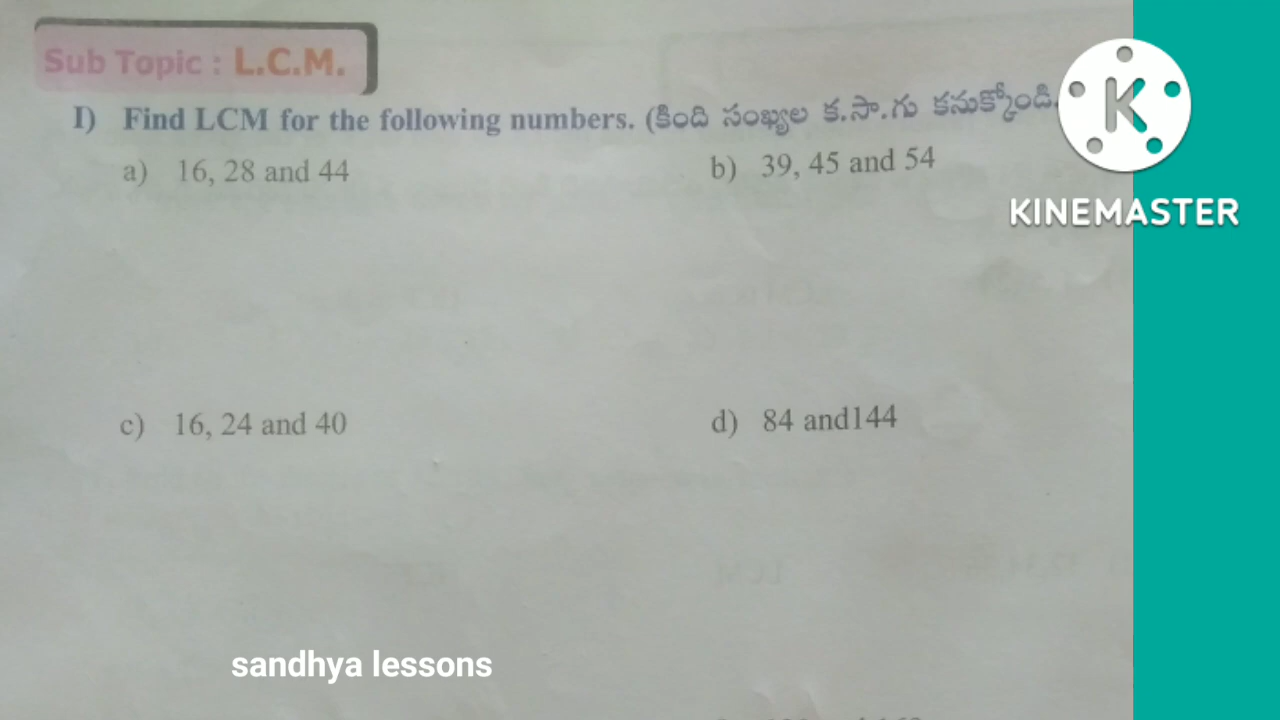 Sub Topic : L.C.M.
I) Find LCM for the following numbers. (కింది సంఖ్యల క.సా.గు కనుక్కోండి.
a) 16, 28 and 44
b) 39, 45 and 54
c) 16, 24 and 40
d) 84 and144
KINEMASTER
sandhya lessons